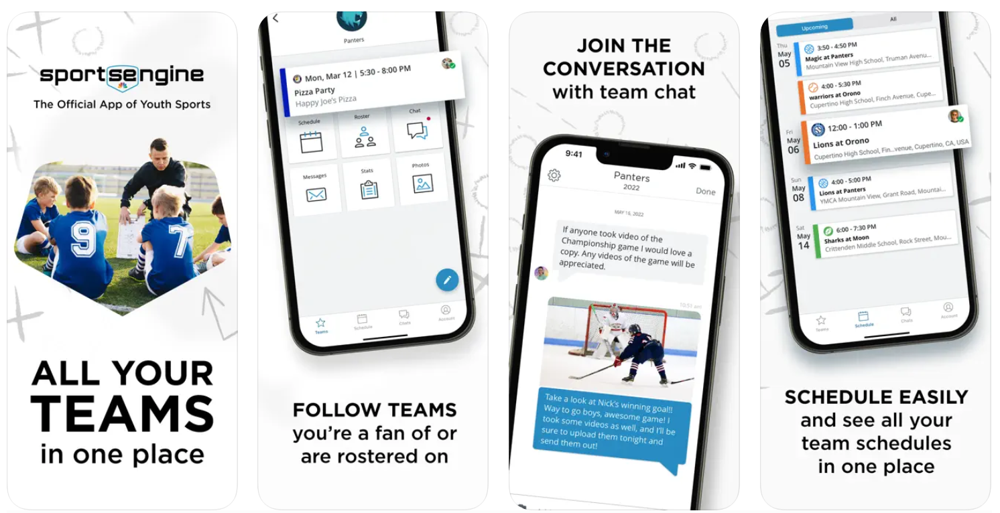 sportsengine
The Official App of Youth Sports
9
7
ALL YOUR
TEAMS
in one place
Panters
Mon, Mar 12 | 5:30 - 8:00 PM
Pizza Party
Happy Joe's Pizza
Schedule
Roster
Chat
Messages
Stats
Photos
Teams
Schedule
Chats
Account
FOLLOW TEAMS
you're a fan of or
are rostered on
JOIN THE
CONVERSATION
with team chat
9:41
Panters
2022
Done
MAY 16, 2022
If anyone took video of the
Championship game I would love a
copy. Any videos of the game will be
appreciated.
10:51 am
Take a look at Nick's winning goal!!
Way to go boys, awesome game! I
took some videos as well, and I'll be
sure to upload them tonight and
send them out!
Upcoming
All
Thu
May
05
3:50 - 4:50 PM
Magic at Panters
Mountain View High School, Truman Avenu...
4:00 - 5:30 PM
warriors at Orono
Cupertino High School, Finch Avenue, Cupe...
Fri
May
06
12:00 - 1:00 PM
Lions at Orono
Cupertino High School, Fin...venue, Cupertino, CA, USA
Sun
May
08
4:00 - 5:00 PM
Lions at Panters
YMCA Mountain View, Grant Road, Mountai...
Sat
May
14
6:00 - 7:30 PM
Sharks at Moon
Crittenden Middle School, Rock Street, Mou...
Teams
Schedule
Chats
Account
SCHEDULE EASILY
and see all your
team schedules
in one place